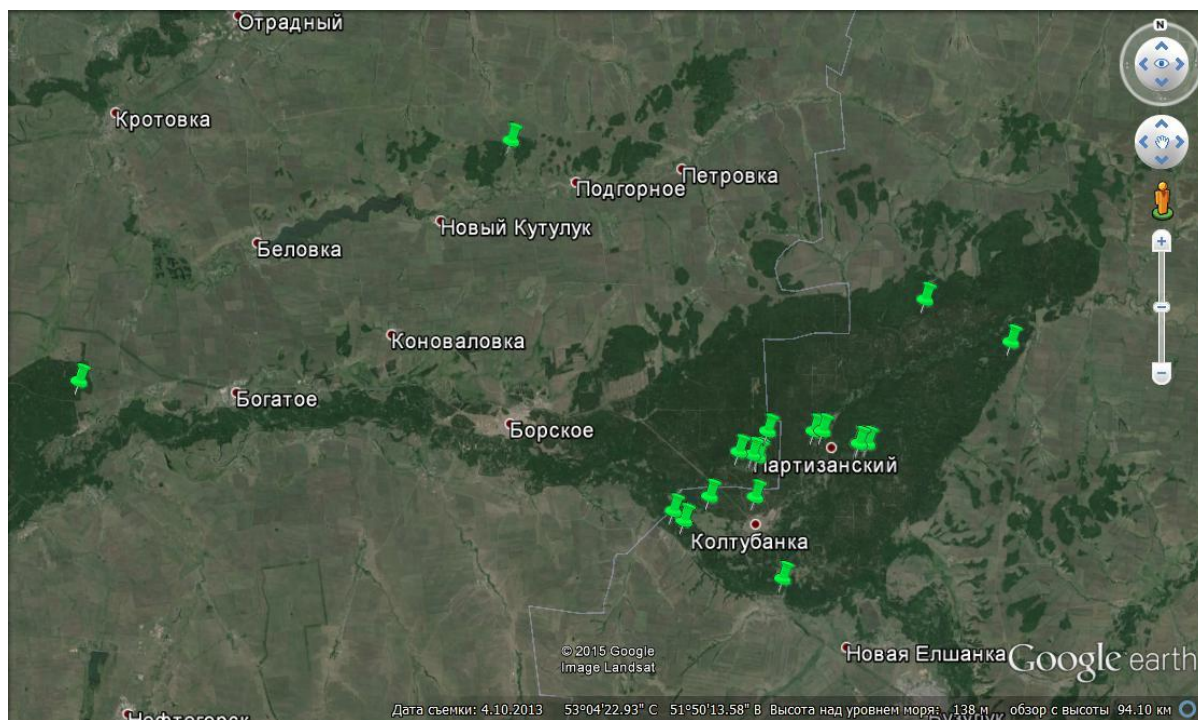 Отрадный
N
Кротовка
Петровка
Подгорное
Новый Кутулук
Беловка
Коноваловка
Богатое
Борское
Партизанский
Колтубанка
© 2015 Google
Image Landsat
Новая Елшанка
Google earth
Нефтегорск
Бузулук
Дата съемки: 4.10.2013 53°04'22.93" С 51°50'13.58" В Высота над уровнем моря: 138 м обзор с высоты 94.10 км